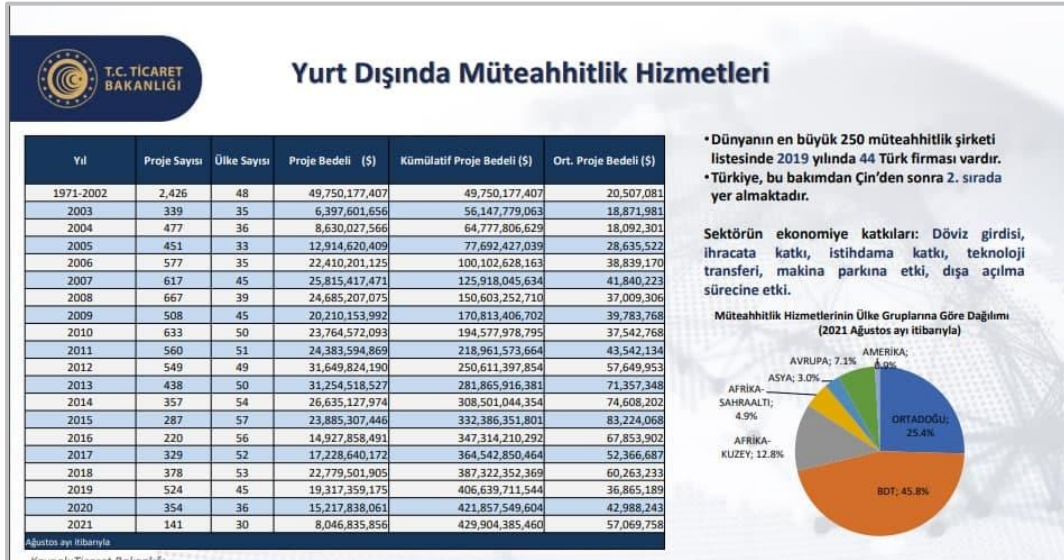 T.C. TİCARET
BAKANLIĞI
Yurt Dışında Müteahhitlik Hizmetleri
Yıl Proje Sayısı Ülke Sayısı Proje Bedeli ($) Kümülatif Proje Bedeli ($) Ort. Proje Bedeli ($)
1971-2002 2,426 48 49,750,177,407 49,750,177,407 20,507,081
2003 339 35 6,397,601,656 56,147,779,063 18,871,981
2004 477 36 8,630,027,566 64,777,806,629 18,092,301
2005 451 33 12,914,620,409 77,692,427,039 28,635,522
2006 577 35 22,410,201,125 100,102,628,163 38,839,170
2007 617 45 25,815,417,471 125,918,045,634 41,840,223
2008 667 39 24,685,207,075 150,603,252,710 37,009,306
2009 508 45 20,210,153,992 170,813,406,702 39,783,768
2010 633 50 23,764,572,093 194,577,978,795 37,542,768
2011 560 51 24,383,594,869 218,961,573,664 43,542,134
2012 549 49 31,649,824,190 250,611,397,854 57,649,953
2013 438 50 31,254,518,527 281,865,916,381 71,357,348
2014 357 54 26,635,127,974 308,501,044,354 74,608,202
2015 287 57 23,885,307,446 332,386,351,801 83,224,068
2016 220 56 14,927,858,491 347,314,210,292 67,853,902
2017 329 52 17,228,640,172 364,542,850,464 52,366,687
2018 378 53 22,779,501,905 387,322,352,369 60,263,233
2019 524 45 19,317,359,175 406,639,711,544 36,865,189
2020 354 36 15,217,838,061 421,857,549,604 42,988,243
2021 141 30 8,046,835,856 429,904,385,460 57,069,758
Ağustos ayı itibarıyla
•Dünyanın en büyük 250 müteahhitlik şirketi
listesinde 2019 yılında 44 Türk firması vardır.
•Türkiye, bu bakımdan Çin’den sonra 2. sırada
yer almaktadır.
Sektörün ekonomiye katkıları: Döviz girdisi,
ihracata katkı, istihdama katkı, teknoloji
transferi, makina parkına etki, dışa açılma
sürecine etki.
Müteahhitlik Hizmetlerinin Ülke Gruplarına Göre Dağılımı
(2021 Ağustos ayı itibarıyla)
AMERİKA;
0.9%
AVRUPA; 7.1%
ASYA; 3.0%
AFRİKA-
SAHRAALTI;
4.9%
AFRİKA-
KUZEY; 12.8%
ORTADOĞU;
25.4%
BDT; 45.8%